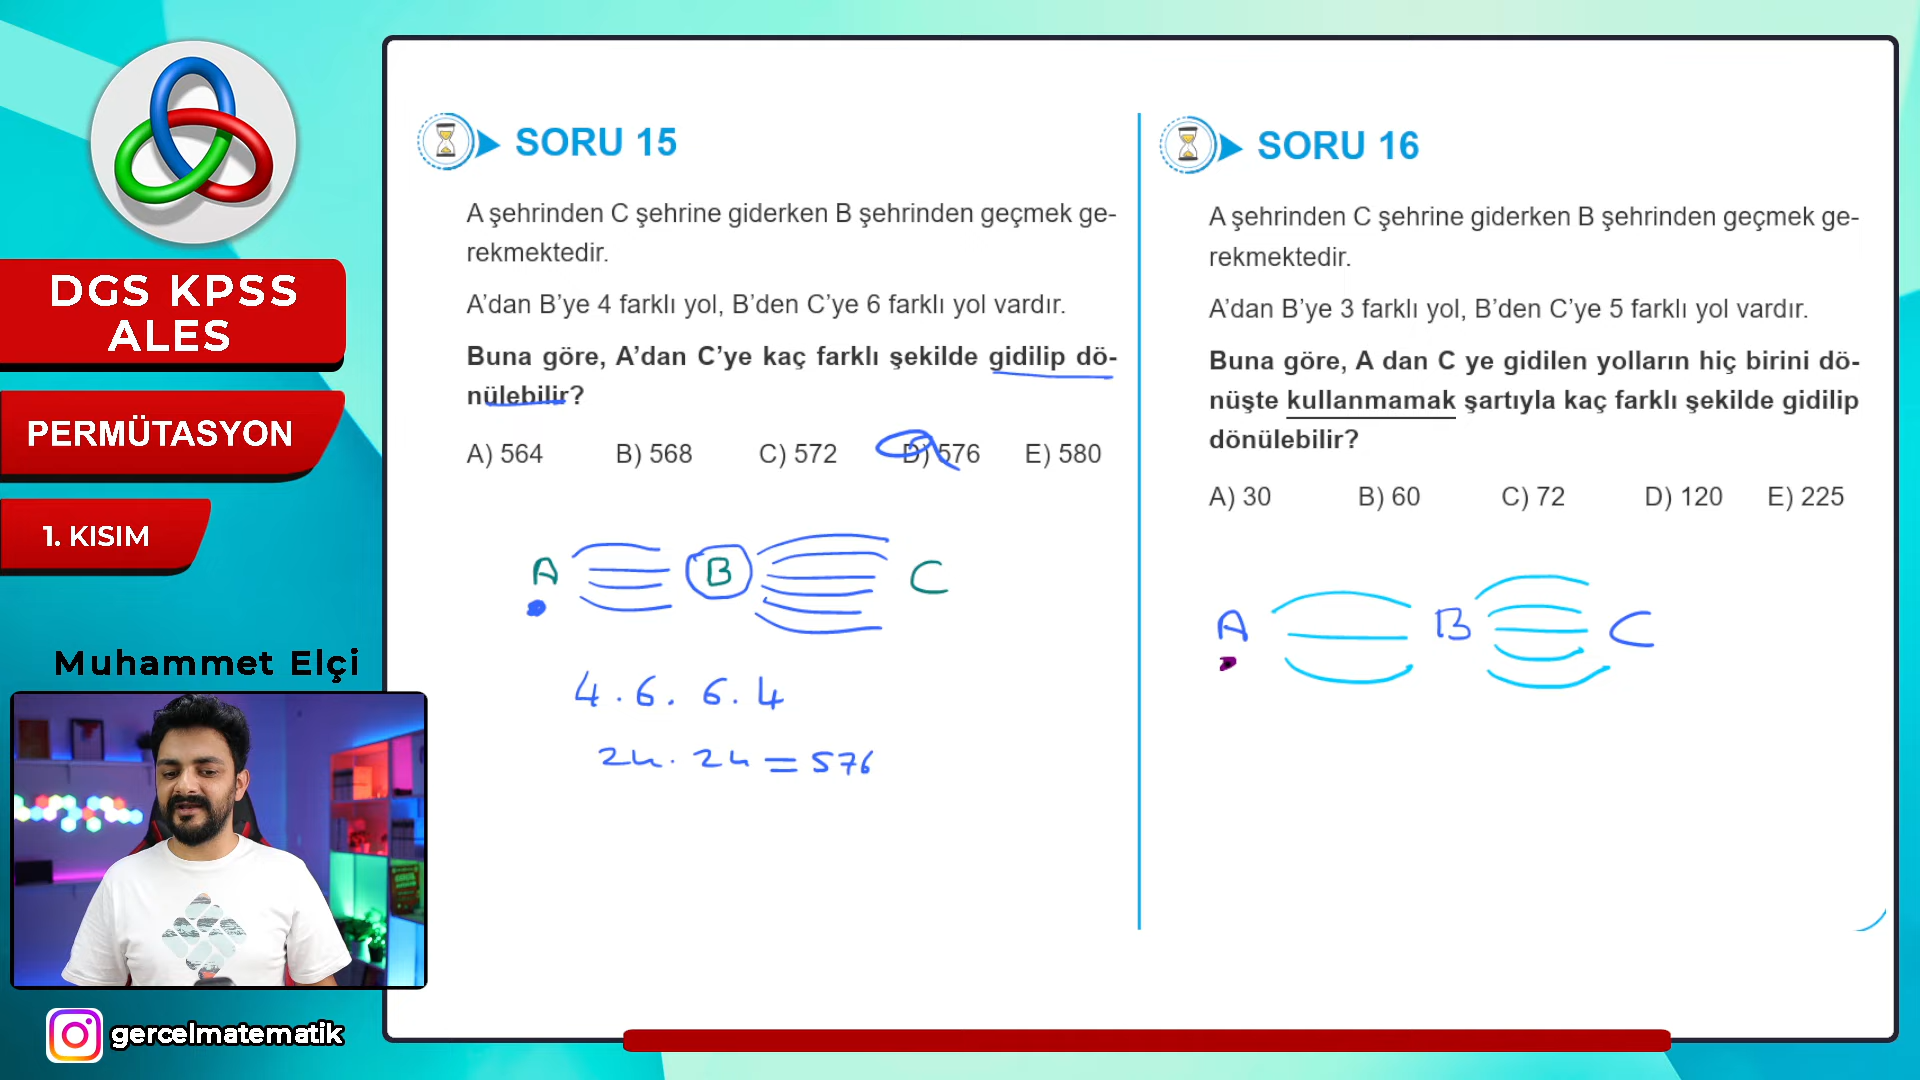 DGS KPSS
ALES
PERMÜTASYON
1. KISIM
Muhammet Elçi
gercelmatematik
SORU 15
A şehrinden C şehrine giderken B şehrinden geçmek ge-
rekmektedir.
A’dan B’ye 4 farklı yol, B’den C’ye 6 farklı yol vardır.
Buna göre, A’dan C’ye kaç farklı şekilde gidilip dö-
nülebilir?
A) 564 B) 568 C) 572 D) 576 E) 580
A B C
4 . 6 . 6 . 4
24 . 24 = 576
SORU 16
A şehrinden C şehrine giderken B şehrinden geçmek ge-
rekmektedir.
A’dan B’ye 3 farklı yol, B’den C’ye 5 farklı yol vardır.
Buna göre, A dan C ye gidilen yolların hiç birini dö-
nüşte kullanmamak şartıyla kaç farklı şekilde gidilip
dönülebilir?
A) 30 B) 60 C) 72 D) 120 E) 225
A B C